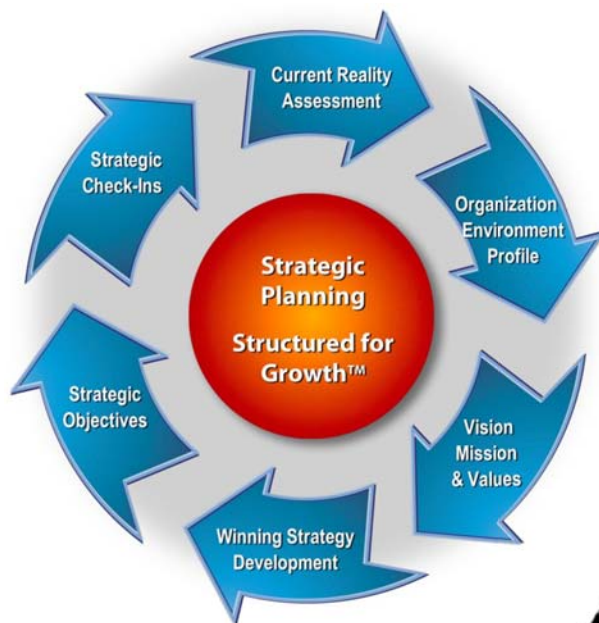 Current Reality
Assessment
Organization
Environment
Profile
Vision
Mission
& Values
Winning Strategy
Development
Strategic
Objectives
Strategic
Check-Ins
Strategic
Planning
Structured for
Growth™